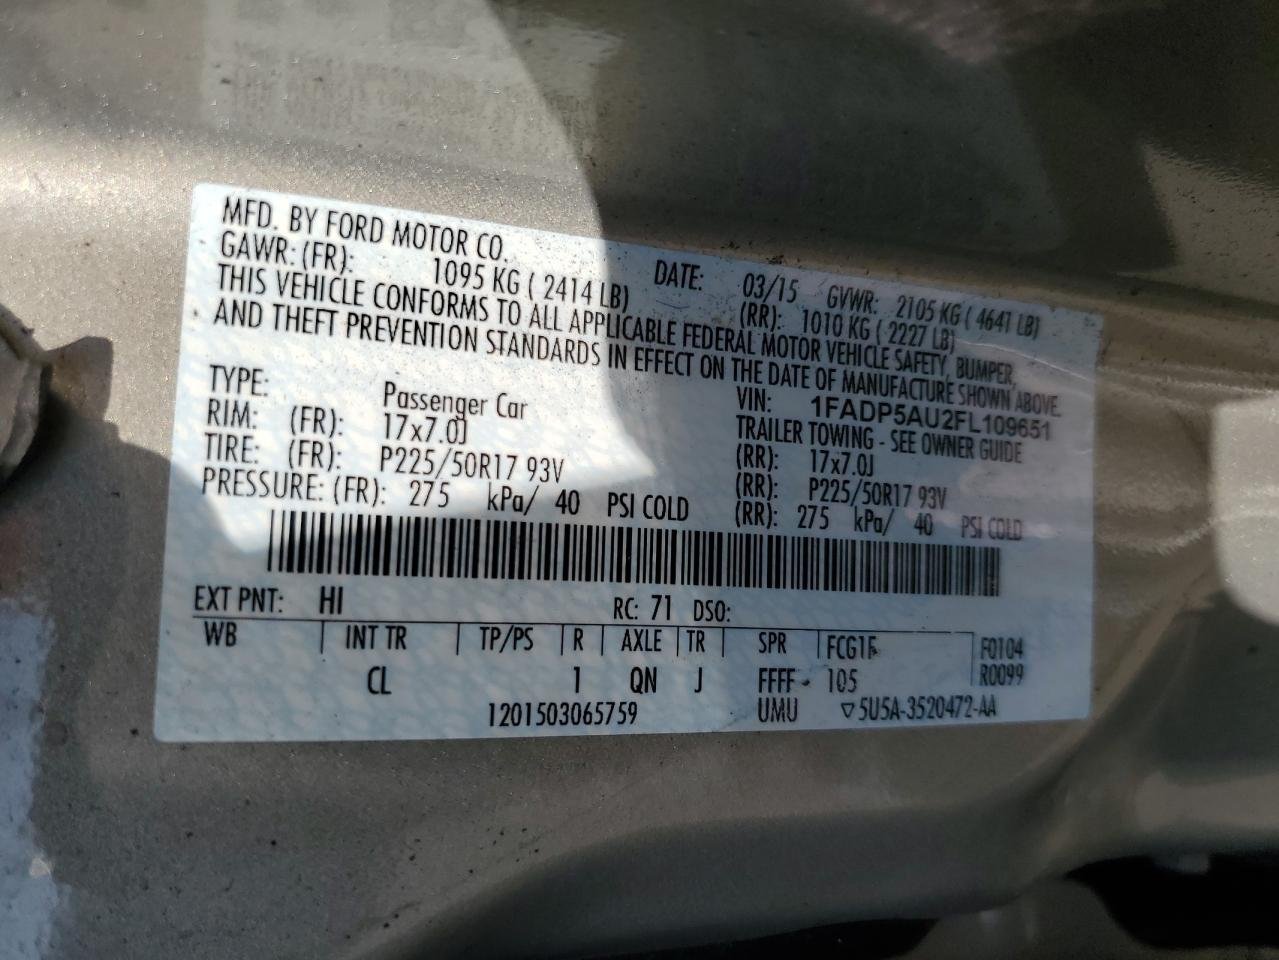 MFD. BY FORD MOTOR CO.
DATE: 03/15 GVWR: 2105 KG ( 4641 LB)
GAWR: (FR): 1095 KG ( 2414 LB) (RR): 1010 KG ( 2227 LB)
THIS VEHICLE CONFORMS TO ALL APPLICABLE FEDERAL MOTOR VEHICLE SAFETY, BUMPER,
AND THEFT PREVENTION STANDARDS IN EFFECT ON THE DATE OF MANUFACTURE SHOWN ABOVE.
VIN: 1FADP5AU2FL109651
TYPE: Passenger Car TRAILER TOWING - SEE OWNER GUIDE
RIM: (FR): 17x7.0J (RR): 17x7.0J
TIRE: (FR): P225/50R17 93V (RR): P225/50R17 93V
PRESSURE: (FR): 275 kPa/ 40 PSI COLD (RR): 275 kPa/ 40 PSI COLD
EXT PNT: HI RC: 71 DSO:
WB | INT TR | TP/PS | R | AXLE | TR | SPR | FCG1F F0104
CL 1 QN J FFFF - 105 R0099
1201503065759 UMU ▽5U5A-3520472-AA